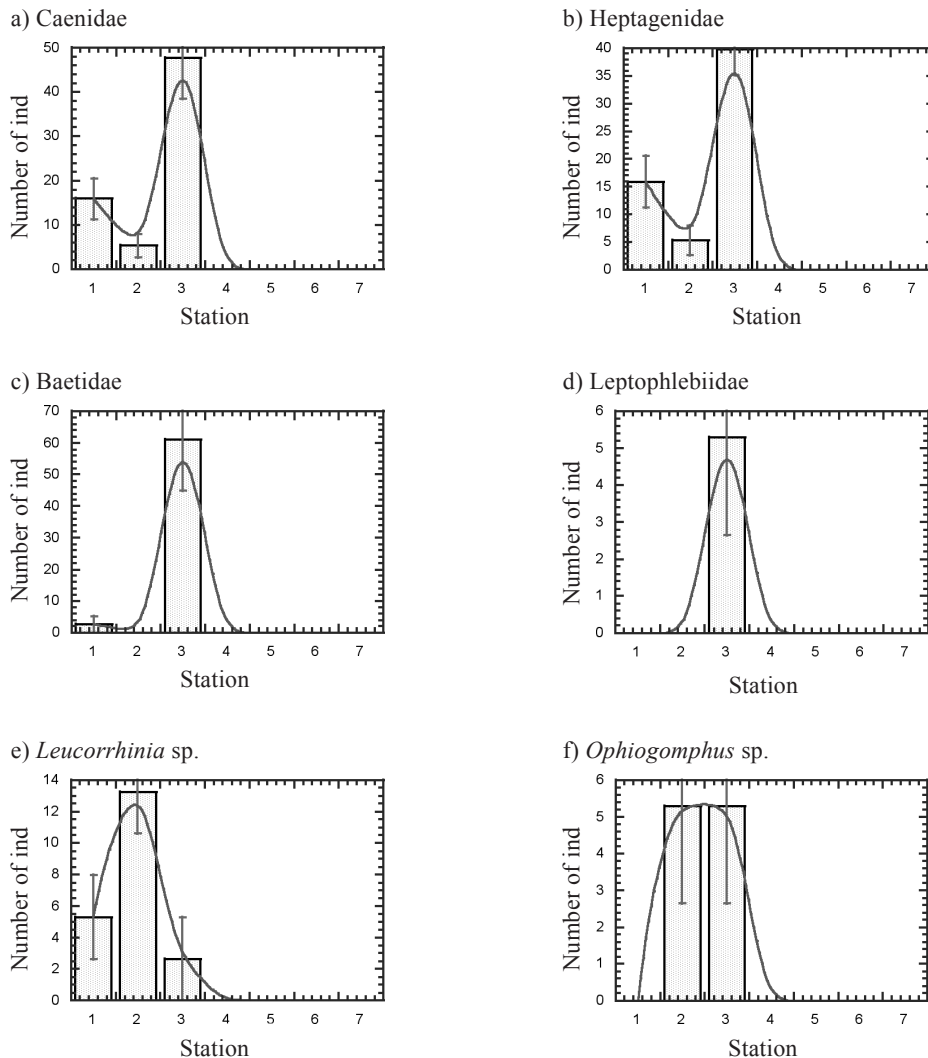 a) Caenidae
50
40
30
20
10
0
Number of ind
1 2 3 4 5 6 7
Station
b) Heptagenidae
40
35
30
25
20
15
10
5
0
Number of ind
1 2 3 4 5 6 7
Station
c) Baetidae
70
60
50
40
30
20
10
0
Number of ind
1 2 3 4 5 6 7
Station
d) Leptophlebiidae
6
5
4
3
2
1
0
Number of ind
1 2 3 4 5 6 7
Station
e) Leucorrhinia sp.
14
12
10
8
6
4
2
0
Number of ind
1 2 3 4 5 6 7
Station
f) Ophiogomphus sp.
6
5
4
3
2
1
0
Number of ind
1 2 3 4 5 6 7
Station